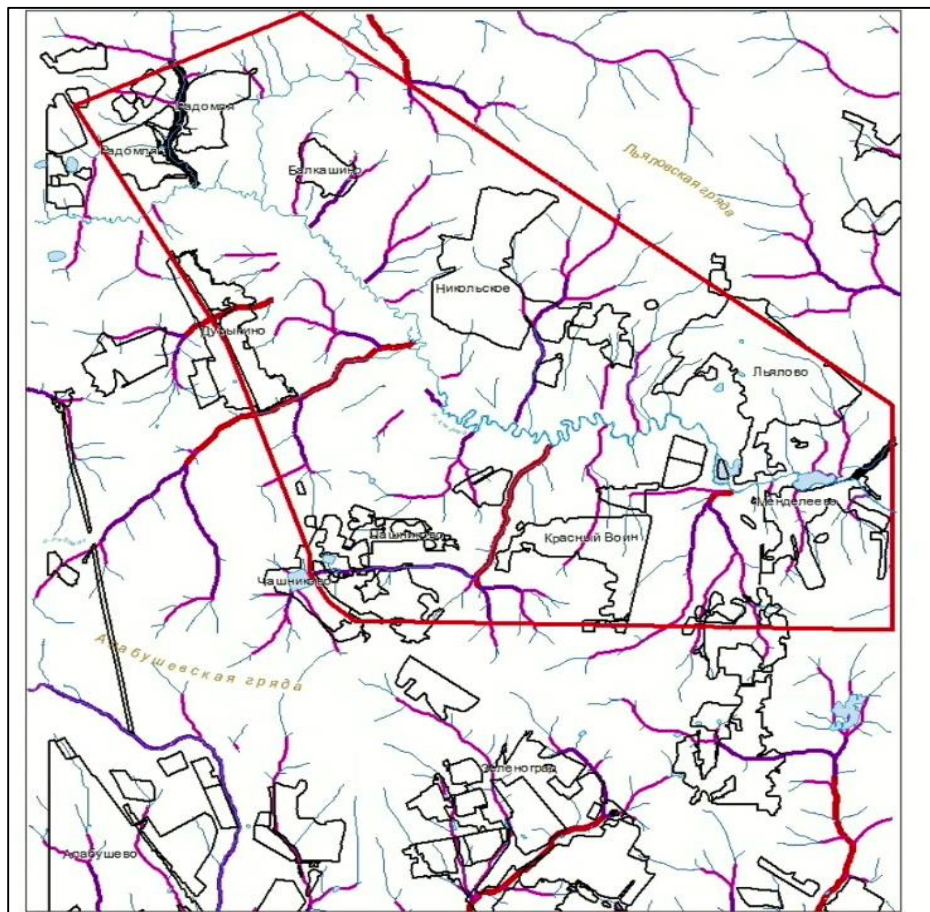 Радомля
Радомля
Льяловская гряда
Балкашино
Никольское
Дурыкино
Льялово
Менделеево
Чашниково
Красный Воин
Чашниково
Алабушевская гряда
Зеленоград
Алабушево